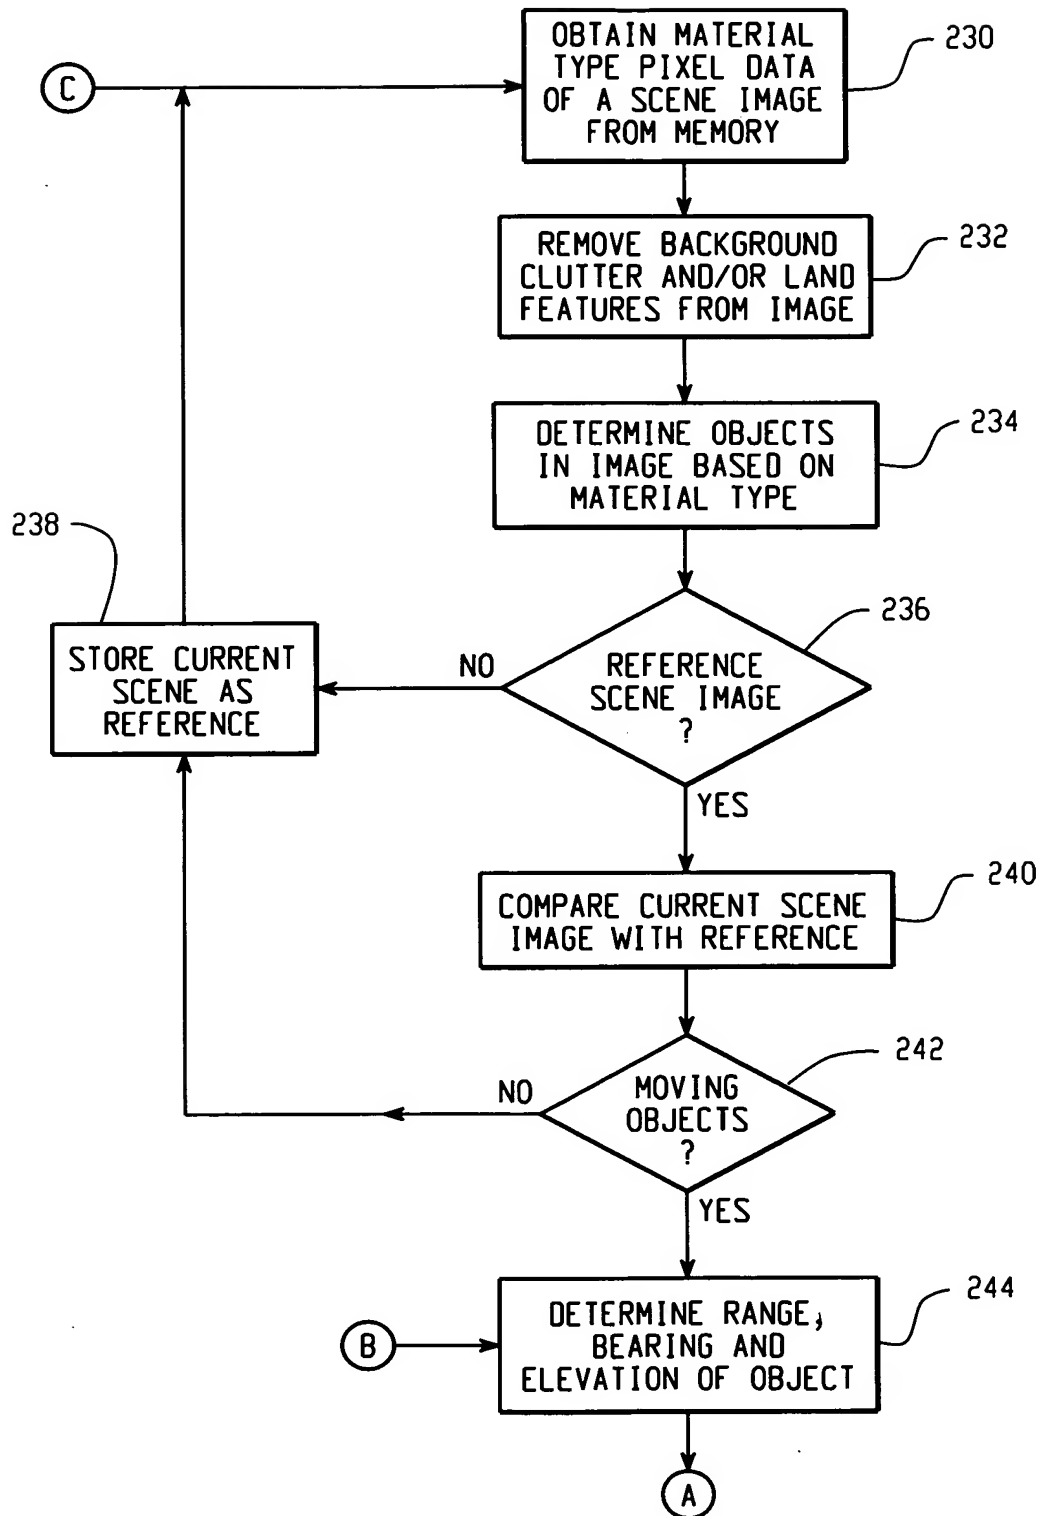 OBTAIN MATERIAL
TYPE PIXEL DATA
OF A SCENE IMAGE
FROM MEMORY
230
C
REMOVE BACKGROUND
CLUTTER AND/OR LAND
FEATURES FROM IMAGE
232
DETERMINE OBJECTS
IN IMAGE BASED ON
MATERIAL TYPE
234
238
STORE CURRENT
SCENE AS
REFERENCE
NO
REFERENCE
SCENE IMAGE
?
236
YES
COMPARE CURRENT SCENE
IMAGE WITH REFERENCE
240
NO
MOVING
OBJECTS
?
242
YES
B
DETERMINE RANGE,
BEARING AND
ELEVATION OF OBJECT
244
A